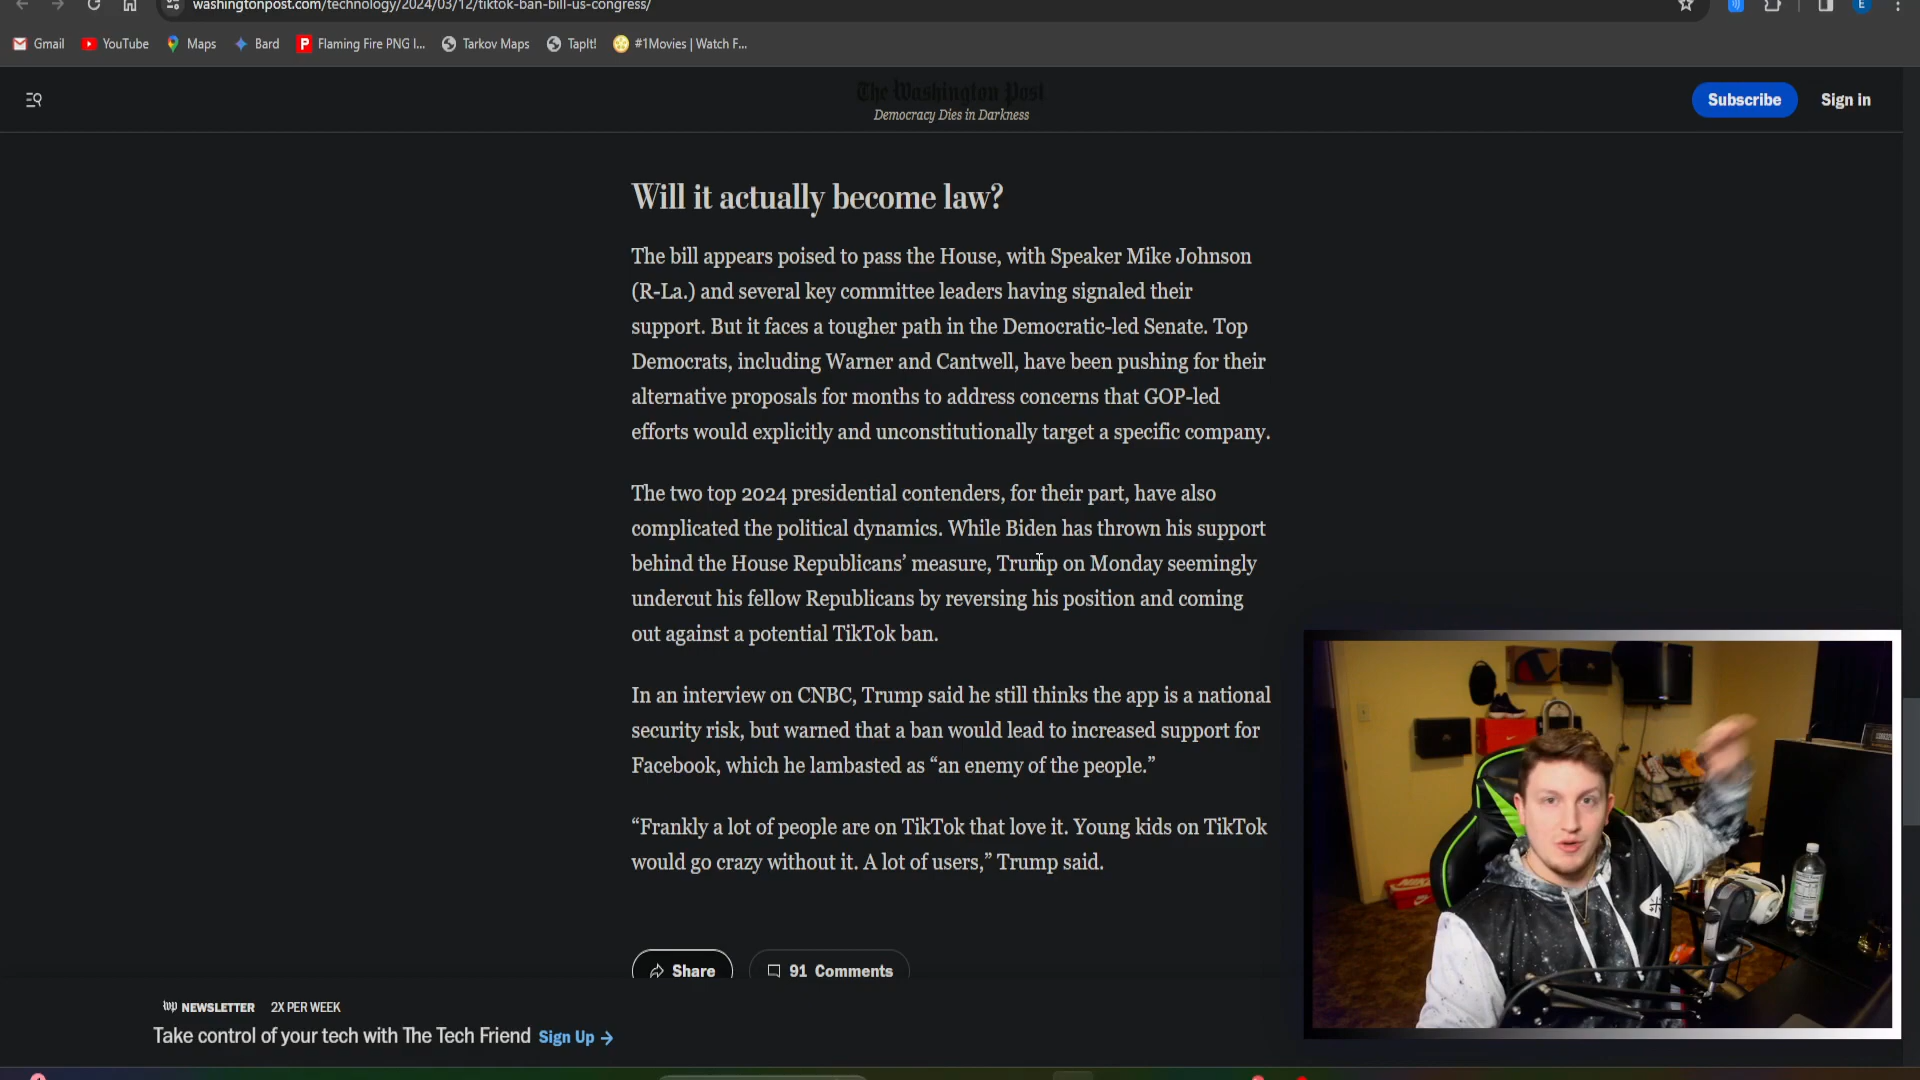 washingtonpost.com/technology/2024/03/12/tiktok-ban-bill-us-congress/
E
Gmail
YouTube
Maps
Bard
Flaming Fire PNG I...
Tarkov Maps
TapIt!
#1Movies | Watch F...
The Washington Post
Democracy Dies in Darkness
Subscribe
Sign in
Will it actually become law?
The bill appears poised to pass the House, with Speaker Mike Johnson
(R-La.) and several key committee leaders having signaled their
support. But it faces a tougher path in the Democratic-led Senate. Top
Democrats, including Warner and Cantwell, have been pushing for their
alternative proposals for months to address concerns that GOP-led
efforts would explicitly and unconstitutionally target a specific company.
The two top 2024 presidential contenders, for their part, have also
complicated the political dynamics. While Biden has thrown his support
behind the House Republicans’ measure, Trump on Monday seemingly
undercut his fellow Republicans by reversing his position and coming
out against a potential TikTok ban.
In an interview on CNBC, Trump said he still thinks the app is a national
security risk, but warned that a ban would lead to increased support for
Facebook, which he lambasted as “an enemy of the people.”
“Frankly a lot of people are on TikTok that love it. Young kids on TikTok
would go crazy without it. A lot of users,” Trump said.
Share
91 Comments
wp NEWSLETTER 2X PER WEEK
Take control of your tech with The Tech Friend Sign Up →